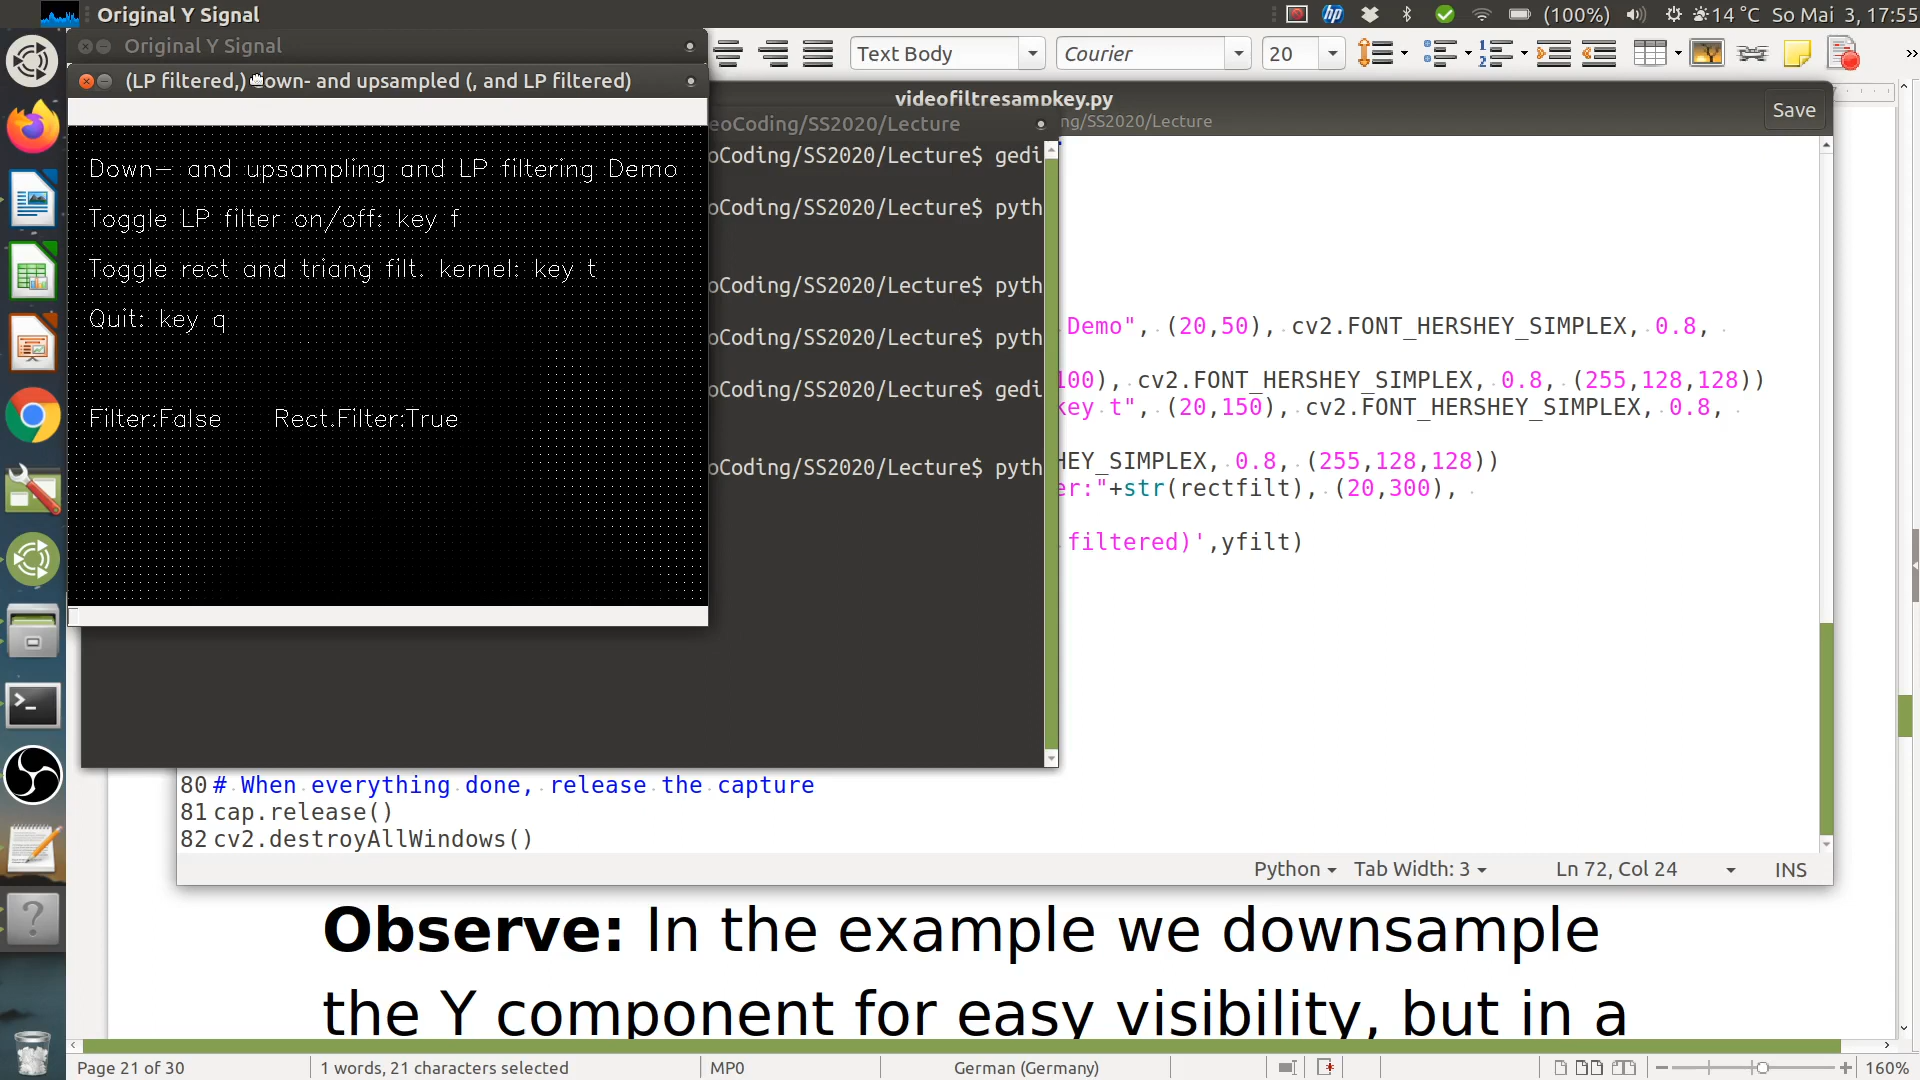 Original Y Signal
(100%)
14 °C
So Mai 3, 17:55
Original Y Signal
Text Body
Courier
20
(LP filtered,) Down- and upsampled (, and LP filtered)
videofiltresampkey.py
ng/SS2020/Lecture
Save
eoCoding/SS2020/Lecture
oCoding/SS2020/Lecture$ gedi
oCoding/SS2020/Lecture$ pyth
oCoding/SS2020/Lecture$ pyth
oCoding/SS2020/Lecture$ pyth
oCoding/SS2020/Lecture$ gedi
oCoding/SS2020/Lecture$ pyth
Down- and upsampling and LP filtering Demo
Toggle LP filter on/off: key f
Toggle rect and triang filt. kernel: key t
Quit: key q
Filter:False Rect.Filter:True
Demo", (20,50), cv2.FONT_HERSHEY_SIMPLEX, 0.8,
100), cv2.FONT_HERSHEY_SIMPLEX, 0.8, (255,128,128))
key t", (20,150), cv2.FONT_HERSHEY_SIMPLEX, 0.8,
HEY_SIMPLEX, 0.8, (255,128,128))
er:"+str(rectfilt), (20,300),
filtered)',yfilt)
80 # When everything done, release the capture
81 cap.release()
82 cv2.destroyAllWindows()
Python Tab Width: 3 Ln 72, Col 24 INS
Observe: In the example we downsample
the Y component for easy visibility, but in a
Page 21 of 30
1 words, 21 characters selected
MP0
German (Germany)
160%